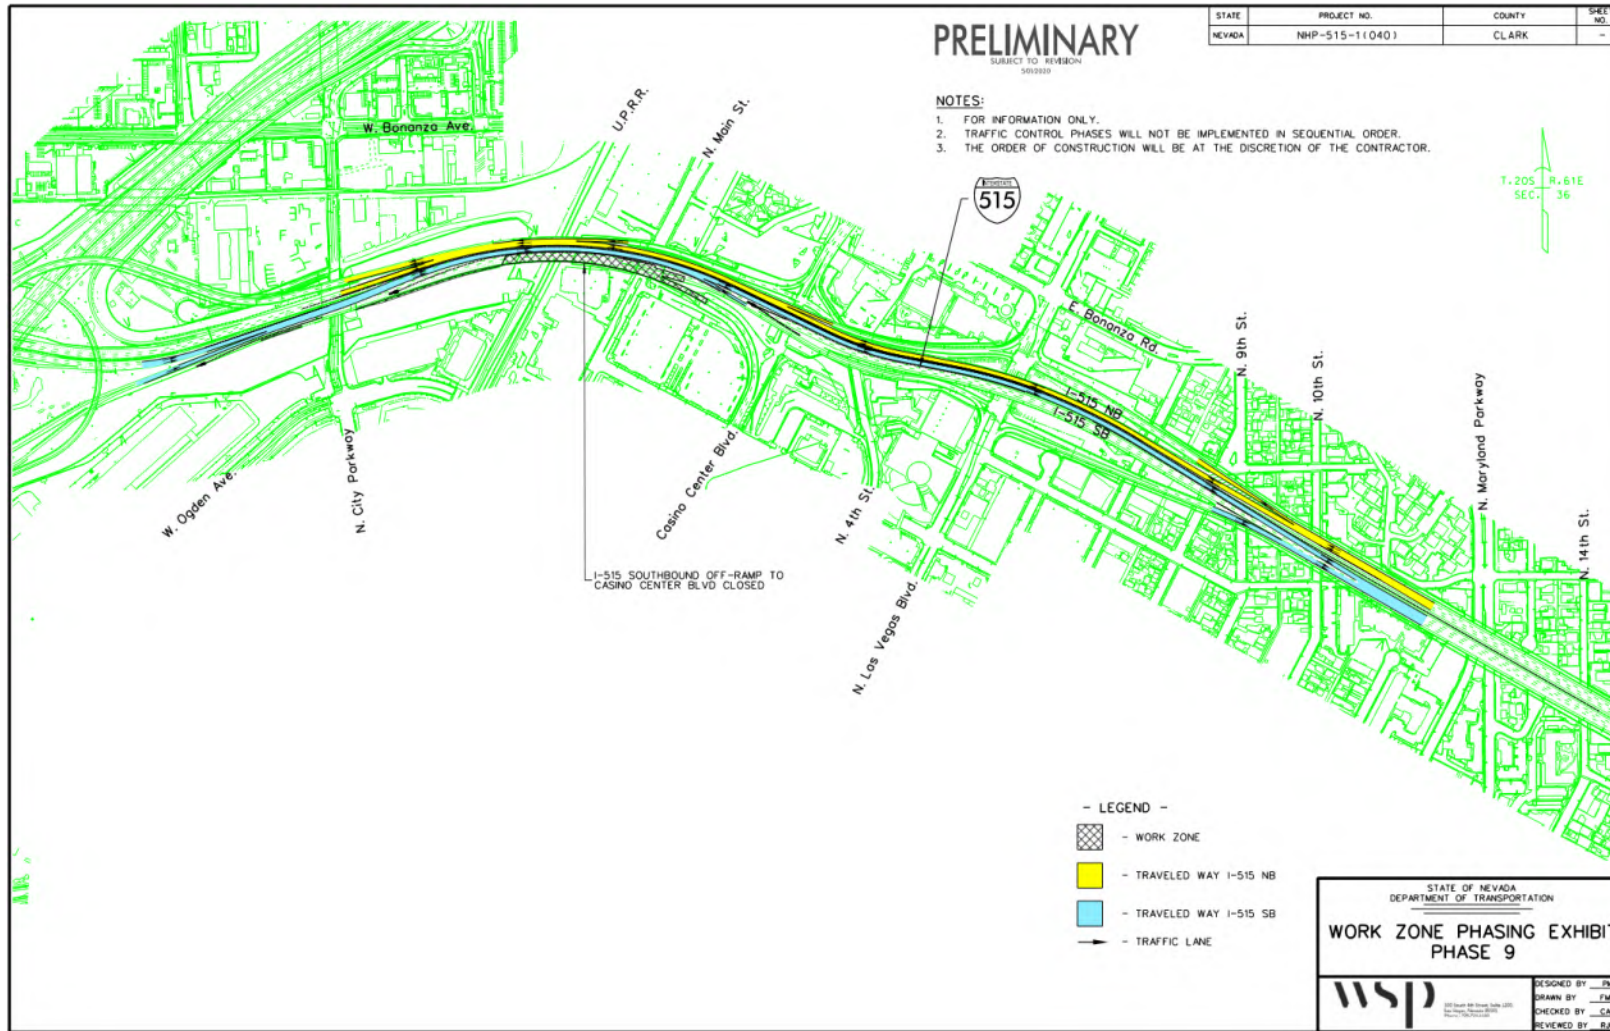 PRELIMINARY
SUBJECT TO REVISION
STATE PROJECT NO. COUNTY SHEET NO.
NEVADA NHP-515-1(040) CLARK -
NOTES:
1. FOR INFORMATION ONLY.
2. TRAFFIC CONTROL PHASES WILL NOT BE IMPLEMENTED IN SEQUENTIAL ORDER.
3. THE ORDER OF CONSTRUCTION WILL BE AT THE DISCRETION OF THE CONTRACTOR.
T.20S R.61E
SEC. 36
INTERSTATE
515
U.P.R.R.
N. Main St.
W. Bonanza Ave.
E. Bonanza Rd.
N. 9th St.
N. 10th St.
N. Maryland Parkway
N. 14th St.
I-515 NB
I-515 SB
W. Ogden Ave.
N. City Parkway
Casino Center Blvd.
N. 4th St.
N. Las Vegas Blvd.
I-515 SOUTHBOUND OFF-RAMP TO
CASINO CENTER BLVD CLOSED
- LEGEND -
- WORK ZONE
- TRAVELED WAY I-515 NB
- TRAVELED WAY I-515 SB
- TRAFFIC LANE
STATE OF NEVADA
DEPARTMENT OF TRANSPORTATION
WORK ZONE PHASING EXHIBIT
PHASE 9
WSP
DESIGNED BY
DRAWN BY
CHECKED BY
REVIEWED BY